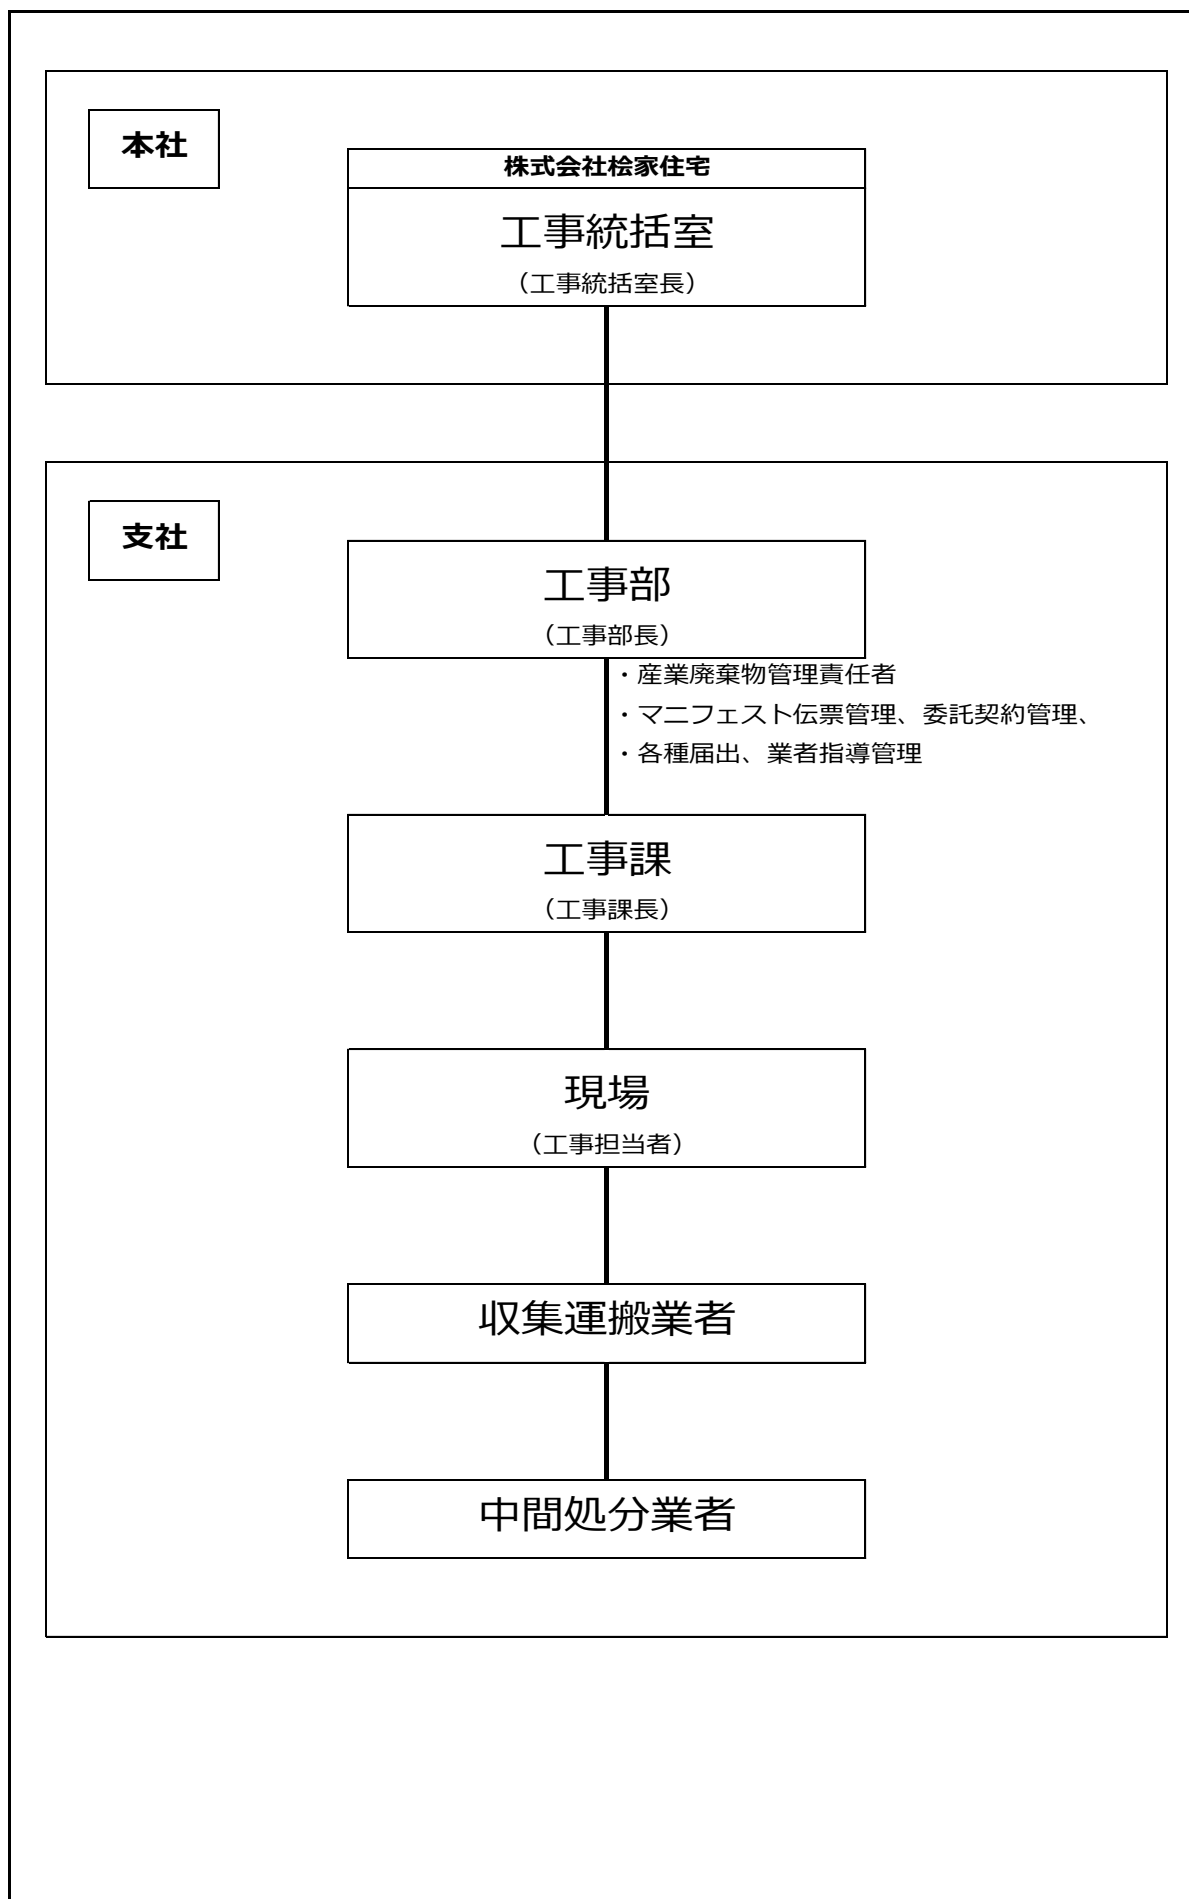 本社
株式会社桧家住宅
工事統括室
（工事統括室長）
支社
工事部
（工事部長）
・産業廃棄物管理責任者
・マニフェスト伝票管理、委託契約管理、
・各種届出、業者指導管理
工事課
（工事課長）
現場
（工事担当者）
収集運搬業者
中間処分業者